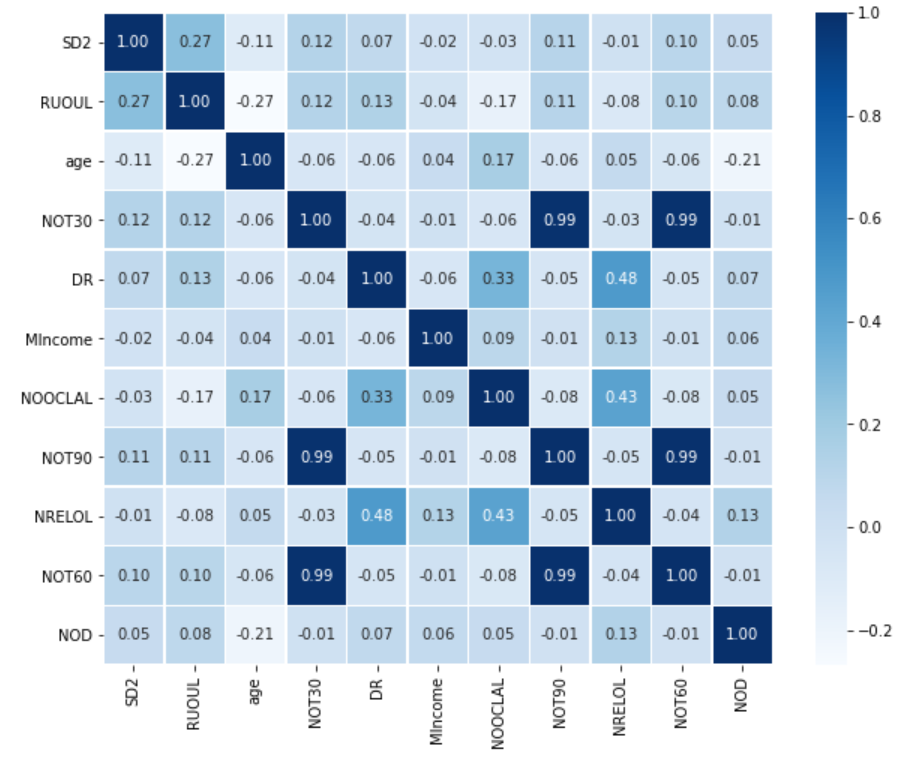 SD2 1.00 0.27 -0.11 0.12 0.07 -0.02 -0.03 0.11 -0.01 0.10 0.05
RUOUL 0.27 1.00 -0.27 0.12 0.13 -0.04 -0.17 0.11 -0.08 0.10 0.08
age -0.11 -0.27 1.00 -0.06 -0.06 0.04 0.17 -0.06 0.05 -0.06 -0.21
NOT30 0.12 0.12 -0.06 1.00 -0.04 -0.01 -0.06 0.99 -0.03 0.99 -0.01
DR 0.07 0.13 -0.06 -0.04 1.00 -0.06 0.33 -0.05 0.48 -0.05 0.07
MIncome -0.02 -0.04 0.04 -0.01 -0.06 1.00 0.09 -0.01 0.13 -0.01 0.06
NOOCLAL -0.03 -0.17 0.17 -0.06 0.33 0.09 1.00 -0.08 0.43 -0.08 0.05
NOT90 0.11 0.11 -0.06 0.99 -0.05 -0.01 -0.08 1.00 -0.05 0.99 -0.01
NRELOL -0.01 -0.08 0.05 -0.03 0.48 0.13 0.43 -0.05 1.00 -0.04 0.13
NOT60 0.10 0.10 -0.06 0.99 -0.05 -0.01 -0.08 0.99 -0.04 1.00 -0.01
NOD 0.05 0.08 -0.21 -0.01 0.07 0.06 0.05 -0.01 0.13 -0.01 1.00
SD2 RUOUL age NOT30 DR MIncome NOOCLAL NOT90 NRELOL NOT60 NOD
1.0
0.8
0.6
0.4
0.2
0.0
−0.2